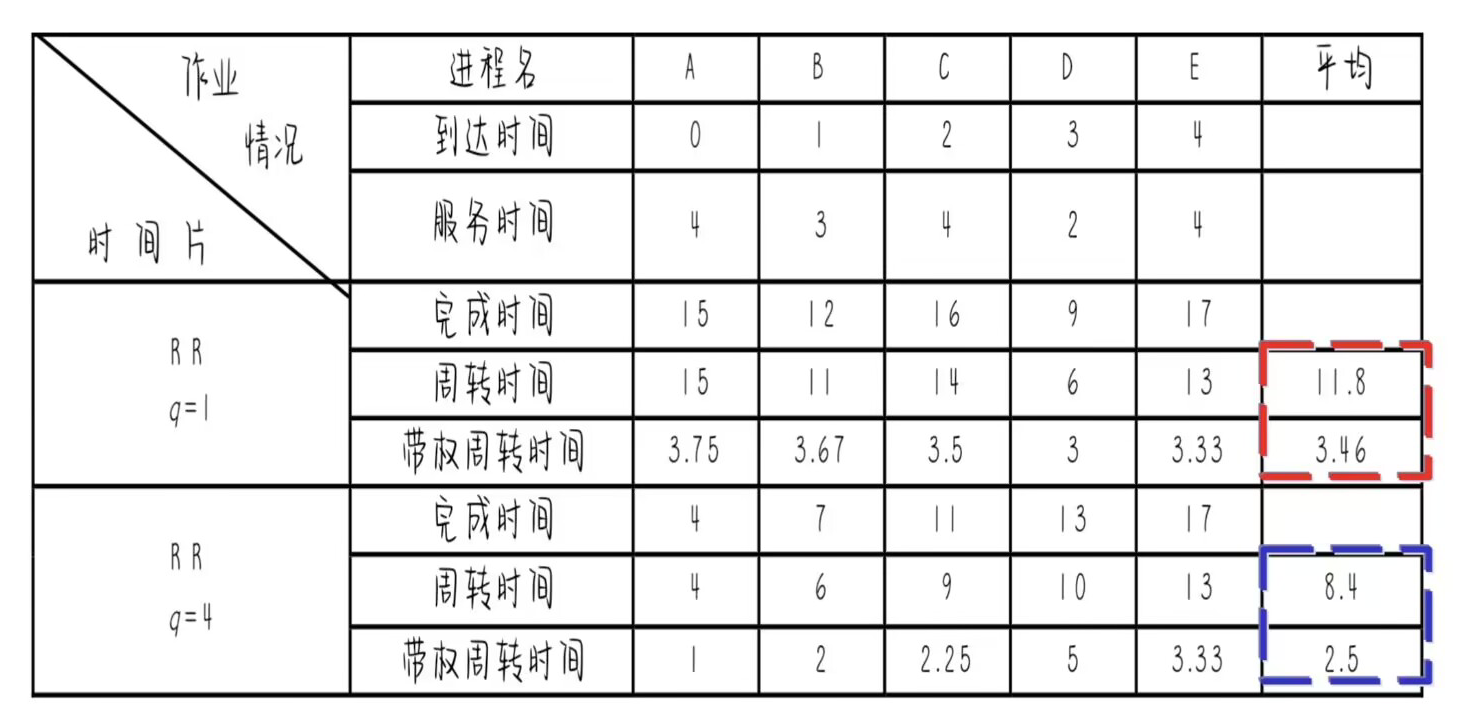 作业
情况
时间片
进程名 A B C D E 平均
到达时间 0 1 2 3 4
服务时间 4 3 4 2 4
RR
q=1
完成时间 15 12 16 9 17
周转时间 15 11 14 6 13 11.8
带权周转时间 3.75 3.67 3.5 3 3.33 3.46
RR
q=4
完成时间 4 7 11 13 17
周转时间 4 6 9 10 13 8.4
带权周转时间 1 2 2.25 5 3.33 2.5